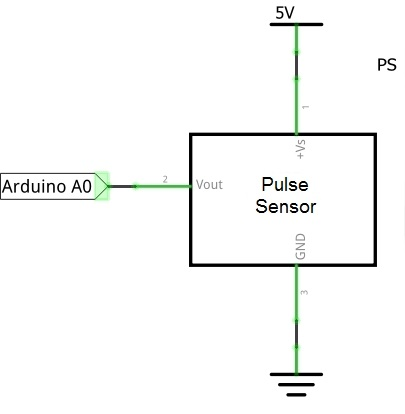 5V
PS
1
+Vs
Arduino A0
2
Vout
Pulse
Sensor
GND
3